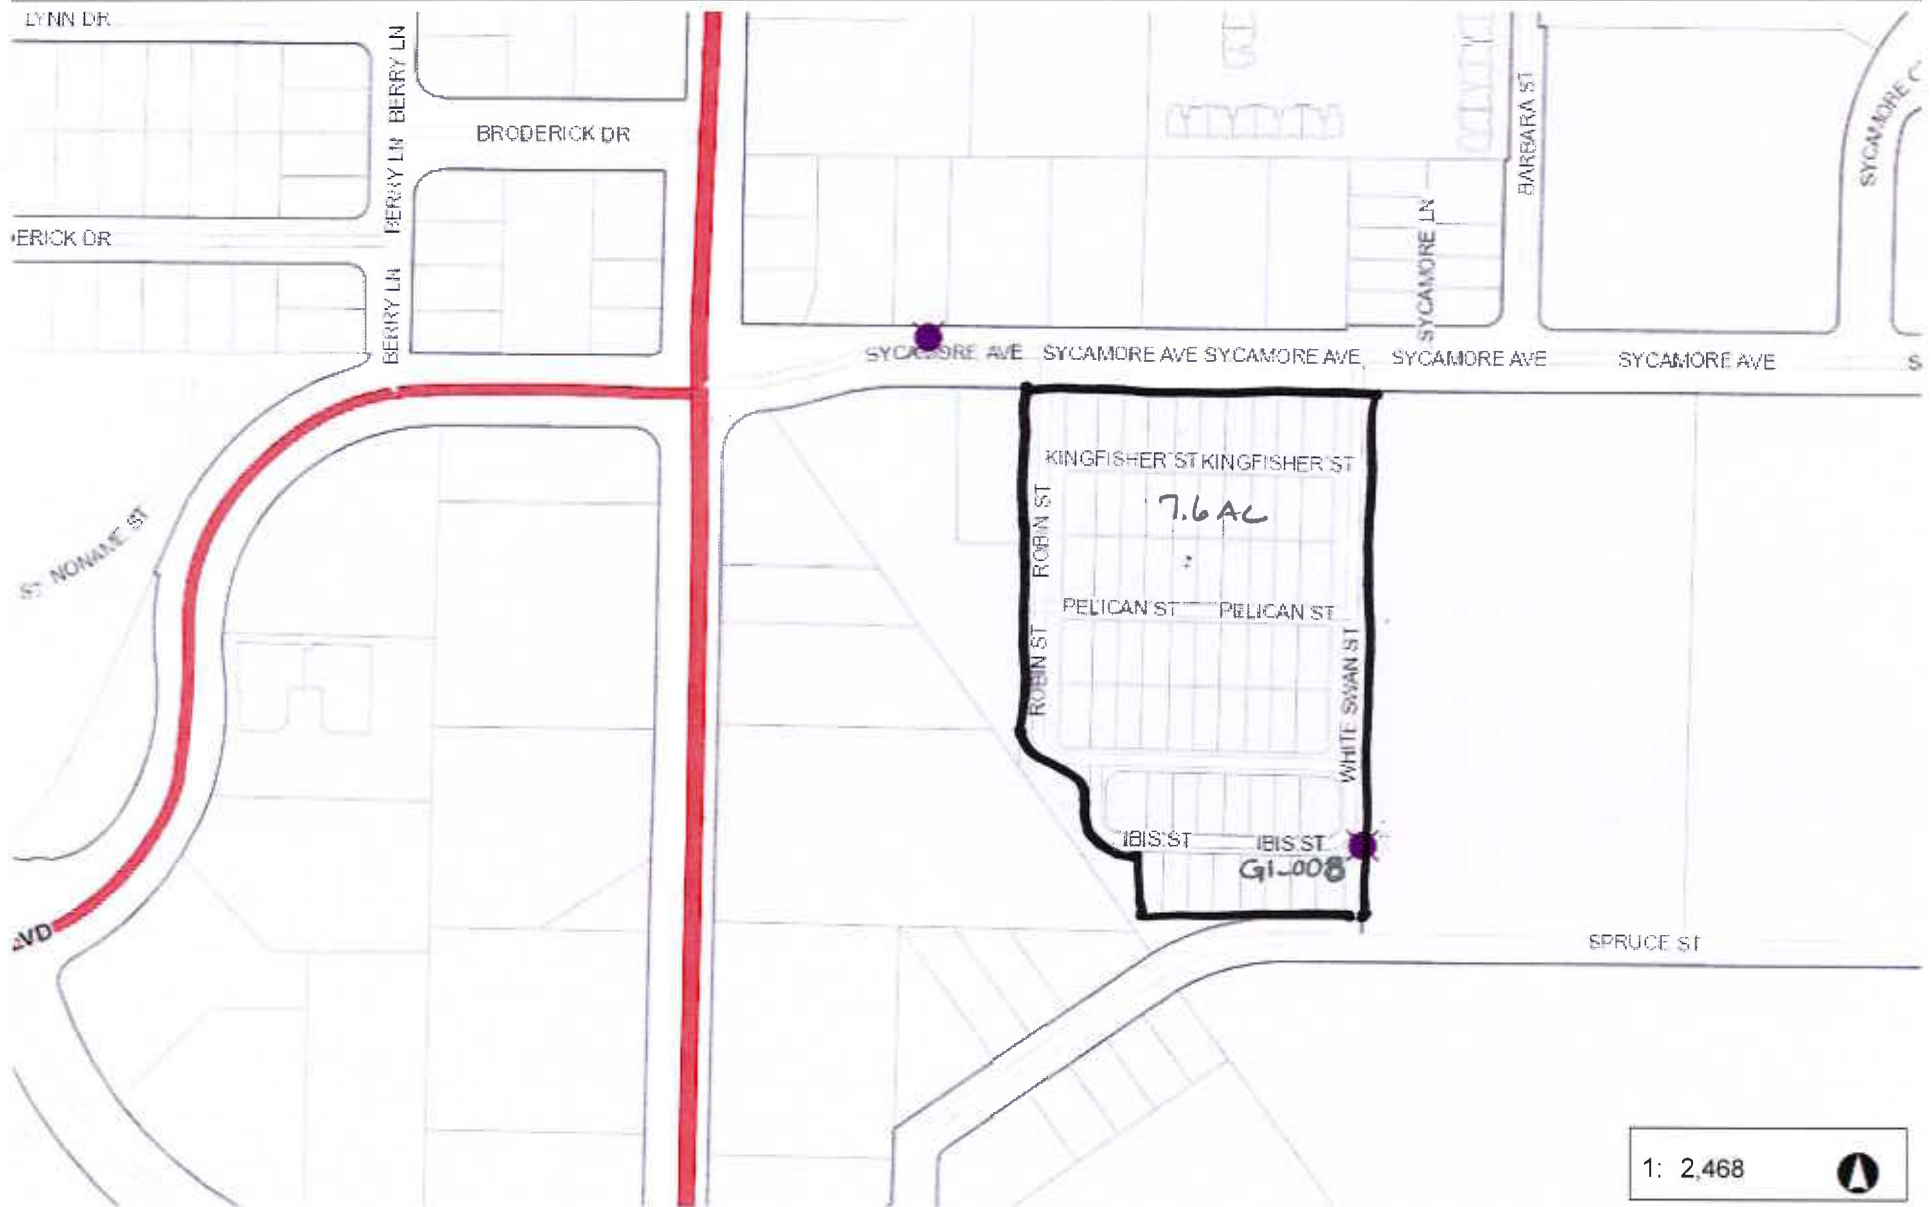 LYNN DR
BERRY LN
BERRY LN
BERRY LN
BRODERICK DR
ERICK DR
BARBARA ST
SYCAMORE C
SYCAMORE LN
SYCAMORE AVE SYCAMORE AVE SYCAMORE AVE SYCAMORE AVE SYCAMORE AVE S
KINGFISHER ST KINGFISHER ST
7.6 AC
ROBIN ST
NONAME ST
PELICAN ST PELICAN ST
ROBIN ST
WHITE SWAN ST
IBIS ST IBIS ST
GI-008
LVD
SPRUCE ST
1: 2,468